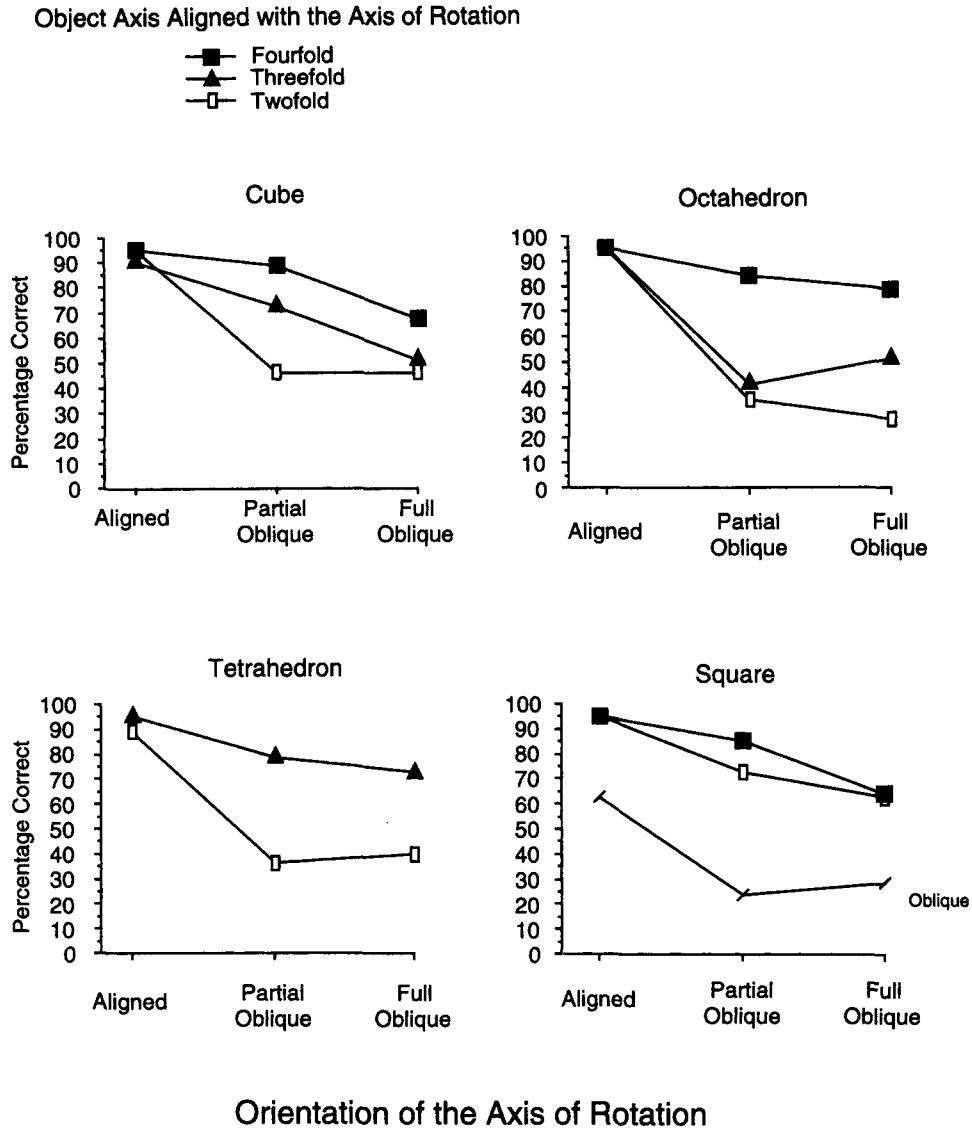 Object Axis Aligned with the Axis of Rotation
Fourfold
Threefold
Twofold
Cube
Percentage Correct
100
90
80
70
60
50
40
30
20
10
0
Aligned
Partial
Oblique
Full
Oblique
Octahedron
100
90
80
70
60
50
40
30
20
10
0
Aligned
Partial
Oblique
Full
Oblique
Tetrahedron
Percentage Correct
100
90
80
70
60
50
40
30
20
10
0
Aligned
Partial
Oblique
Full
Oblique
Square
100
90
80
70
60
50
40
30
20
10
0
Oblique
Aligned
Partial
Oblique
Full
Oblique
Orientation of the Axis of Rotation